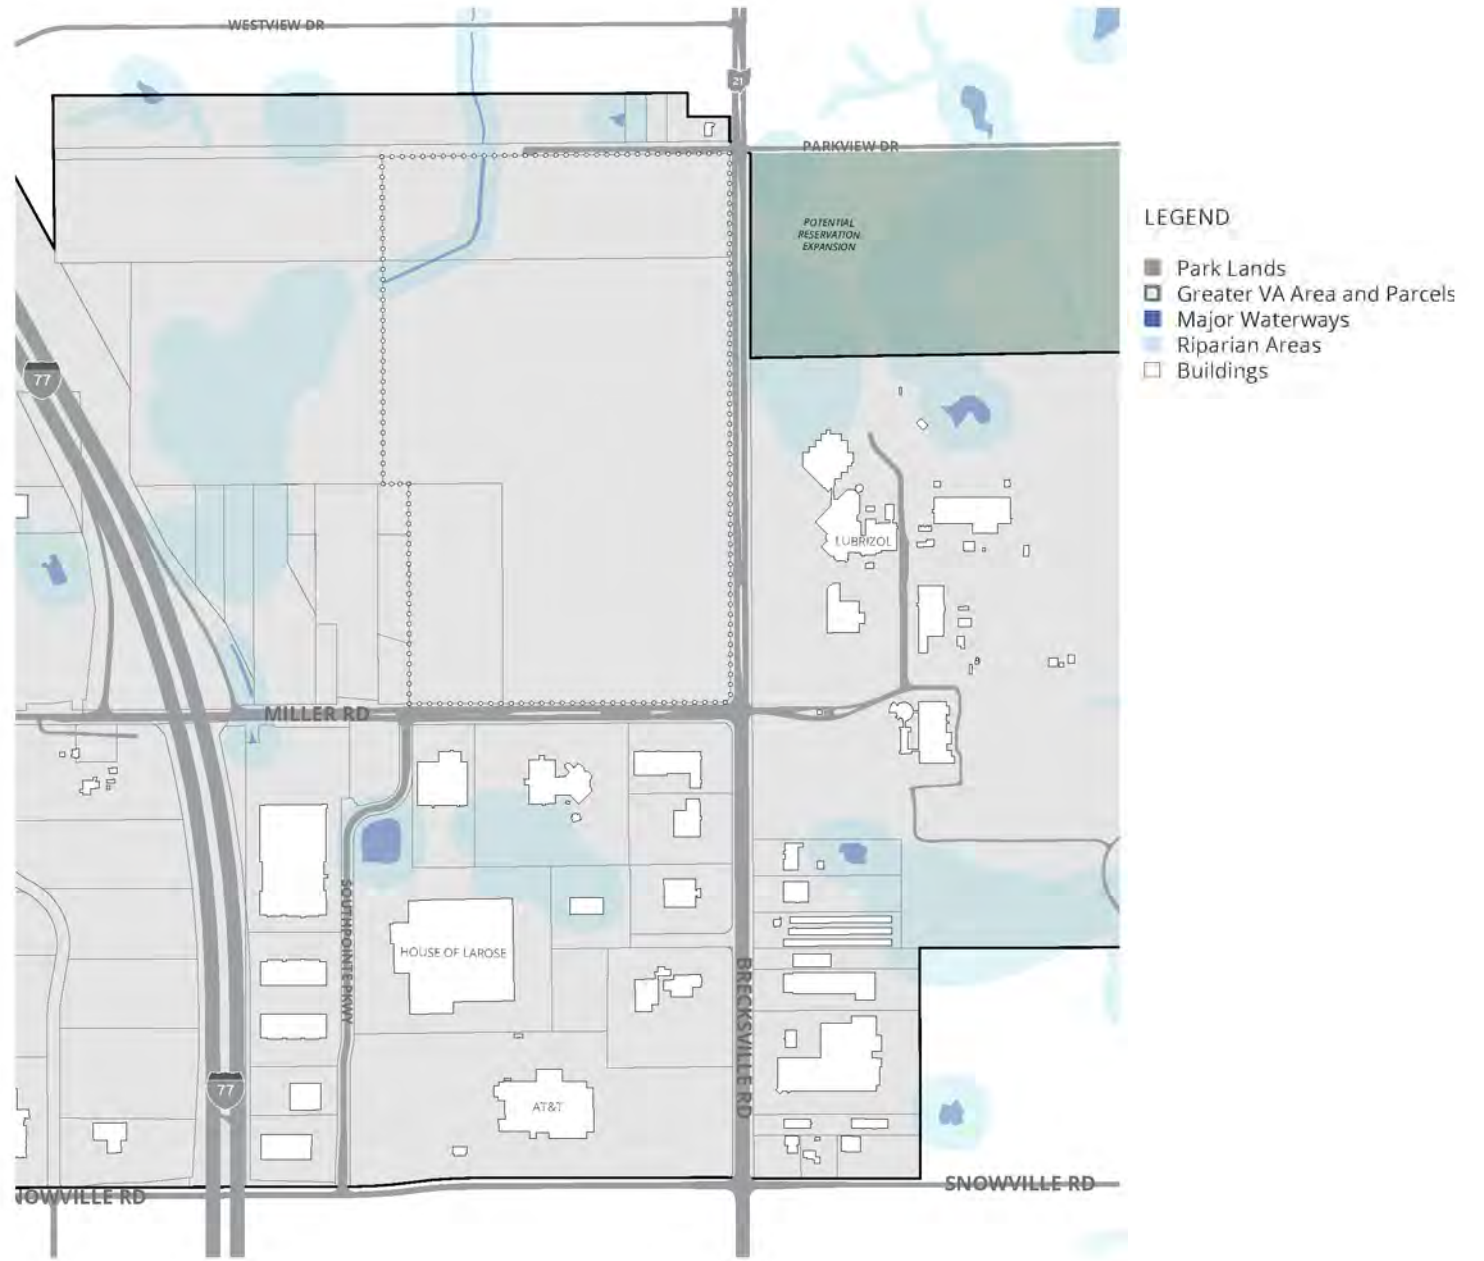 WESTVIEW DR
21
PARKVIEW DR
POTENTIAL
RESERVATION
EXPANSION
LEGEND
Park Lands
Greater VA Area and Parcels
Major Waterways
Riparian Areas
Buildings
77
LUBRIZOL
MILLER RD
SOUTHPOINTE PKWY
HOUSE OF LAROSE
BRECKSVILLE RD
77
AT&T
NOWVILLE RD
SNOWVILLE RD